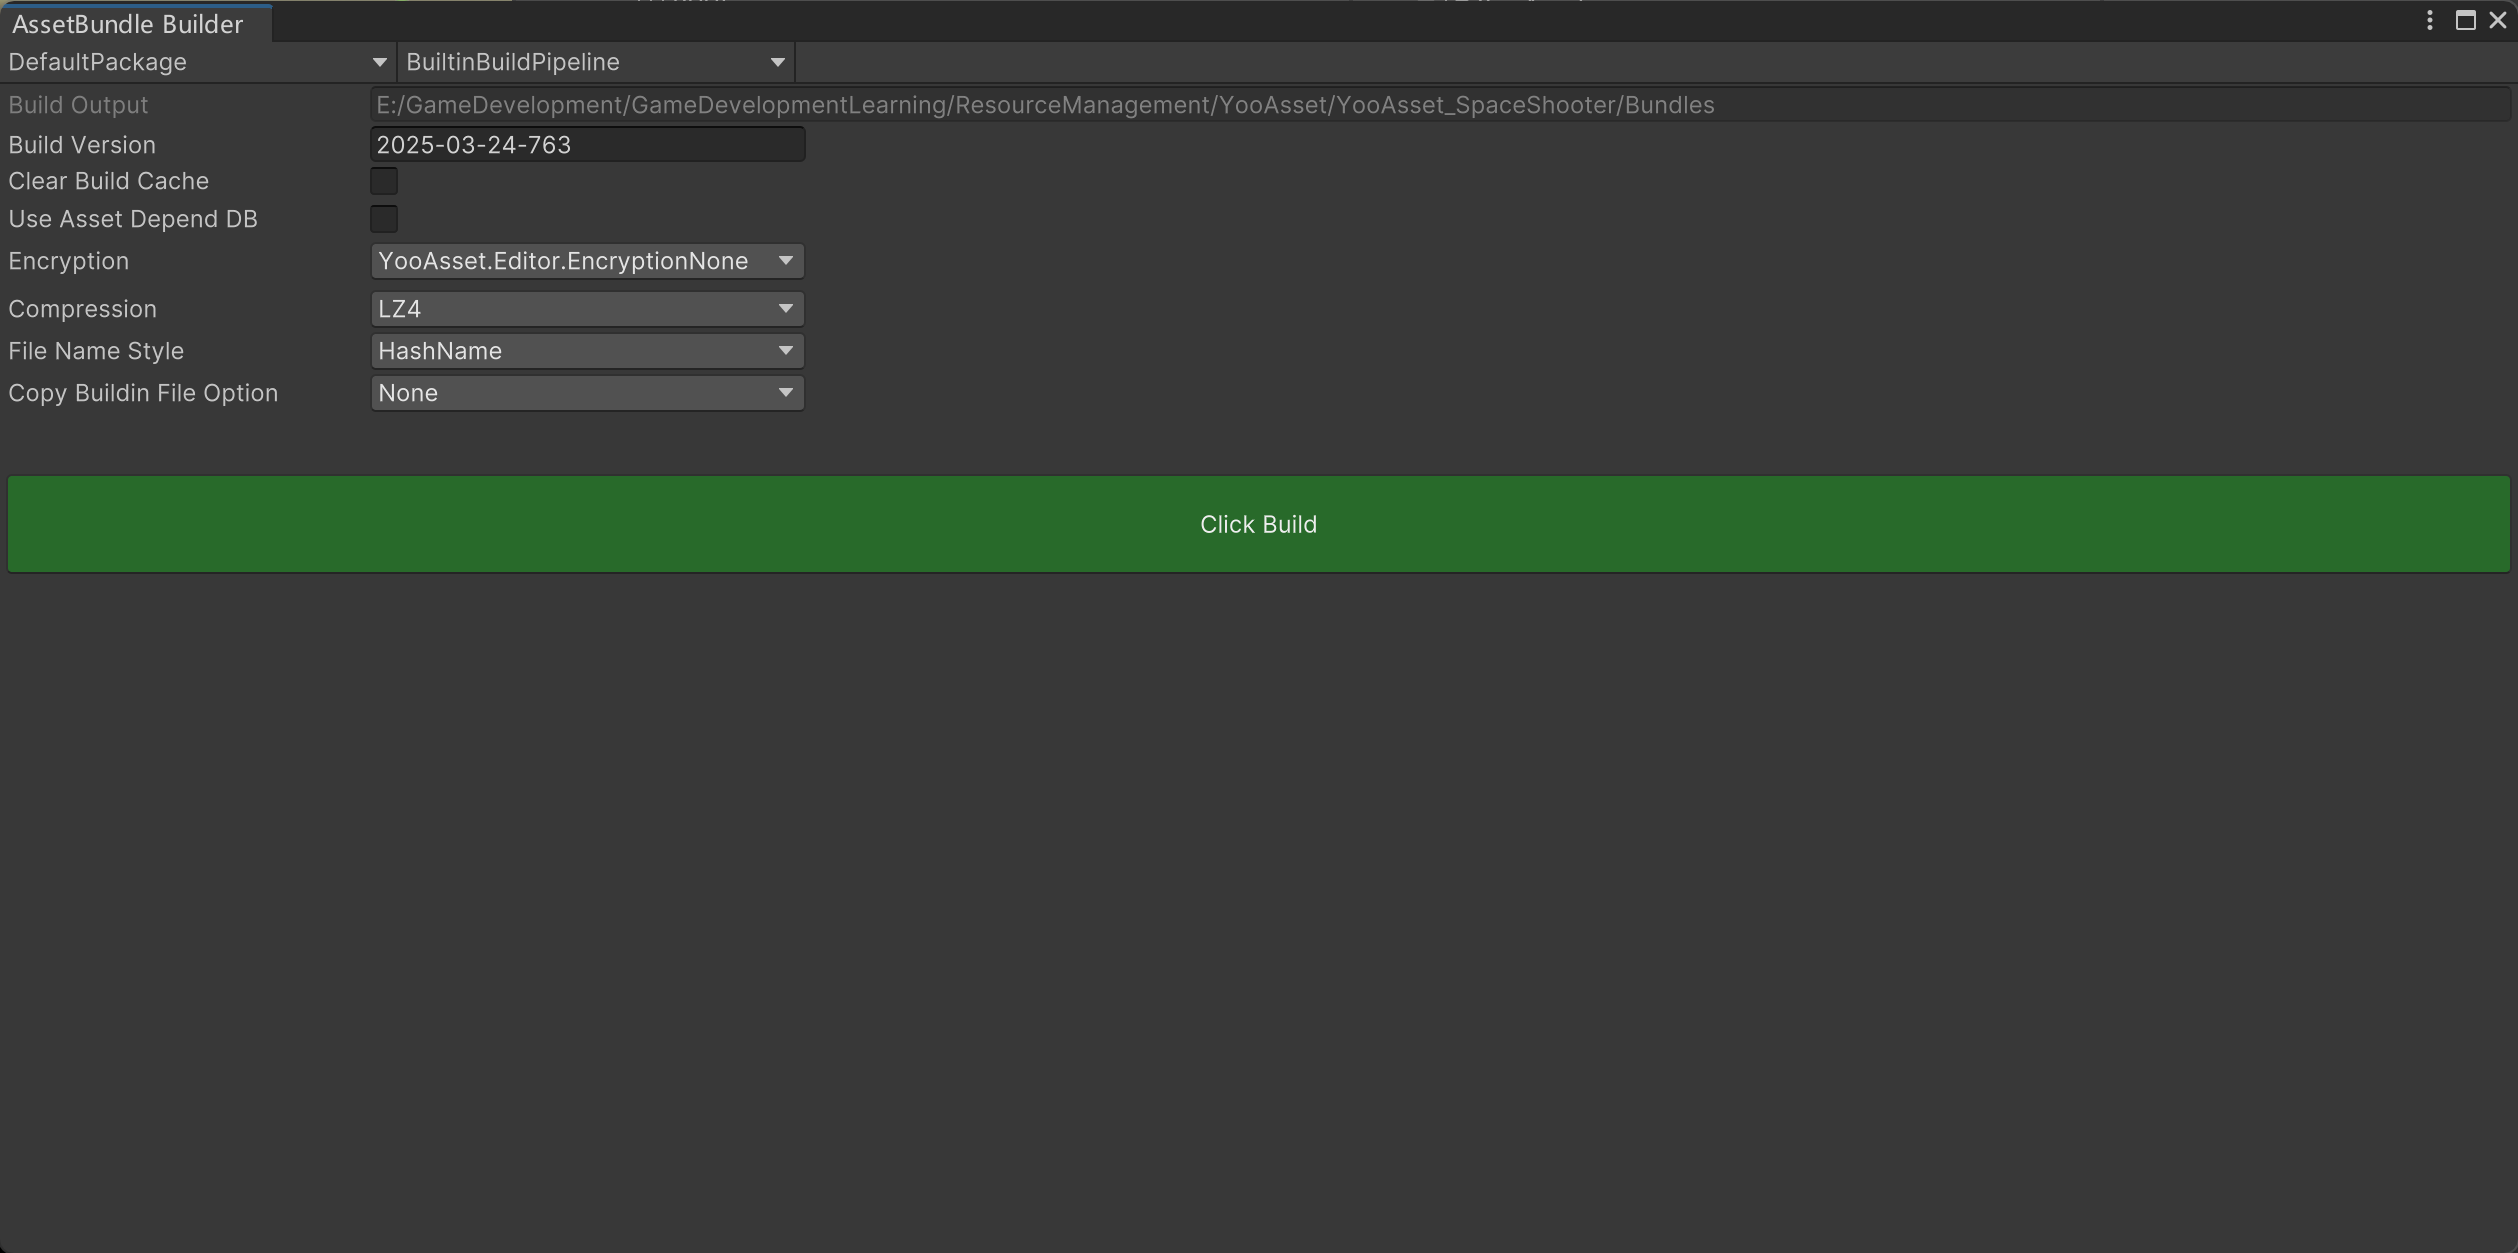 AssetBundle Builder
DefaultPackage BuiltinBuildPipeline
Build Output E:/GameDevelopment/GameDevelopmentLearning/ResourceManagement/YooAsset/YooAsset_SpaceShooter/Bundles
Build Version 2025-03-24-763
Clear Build Cache
Use Asset Depend DB
Encryption YooAsset.Editor.EncryptionNone
Compression LZ4
File Name Style HashName
Copy Buildin File Option None
Click Build